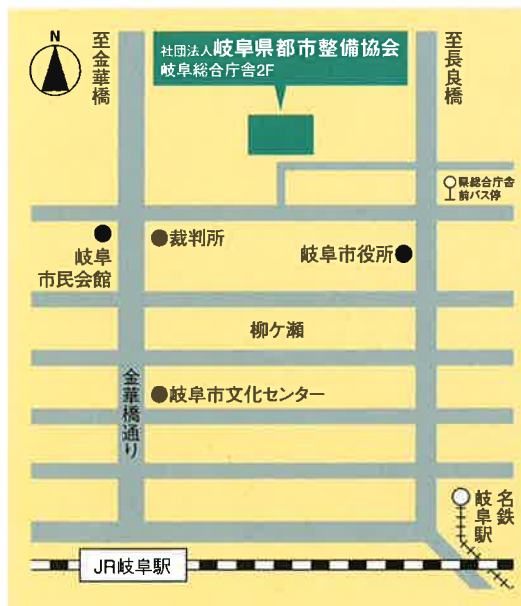 N
至金華橋
社団法人岐阜県都市整備協会
岐阜総合庁舎2F
至長良橋
県総合庁舎
前バス停
岐阜
市民会館
裁判所
岐阜市役所
柳ケ瀬
金華橋通り
岐阜市文化センター
名鉄
岐阜駅
JR岐阜駅